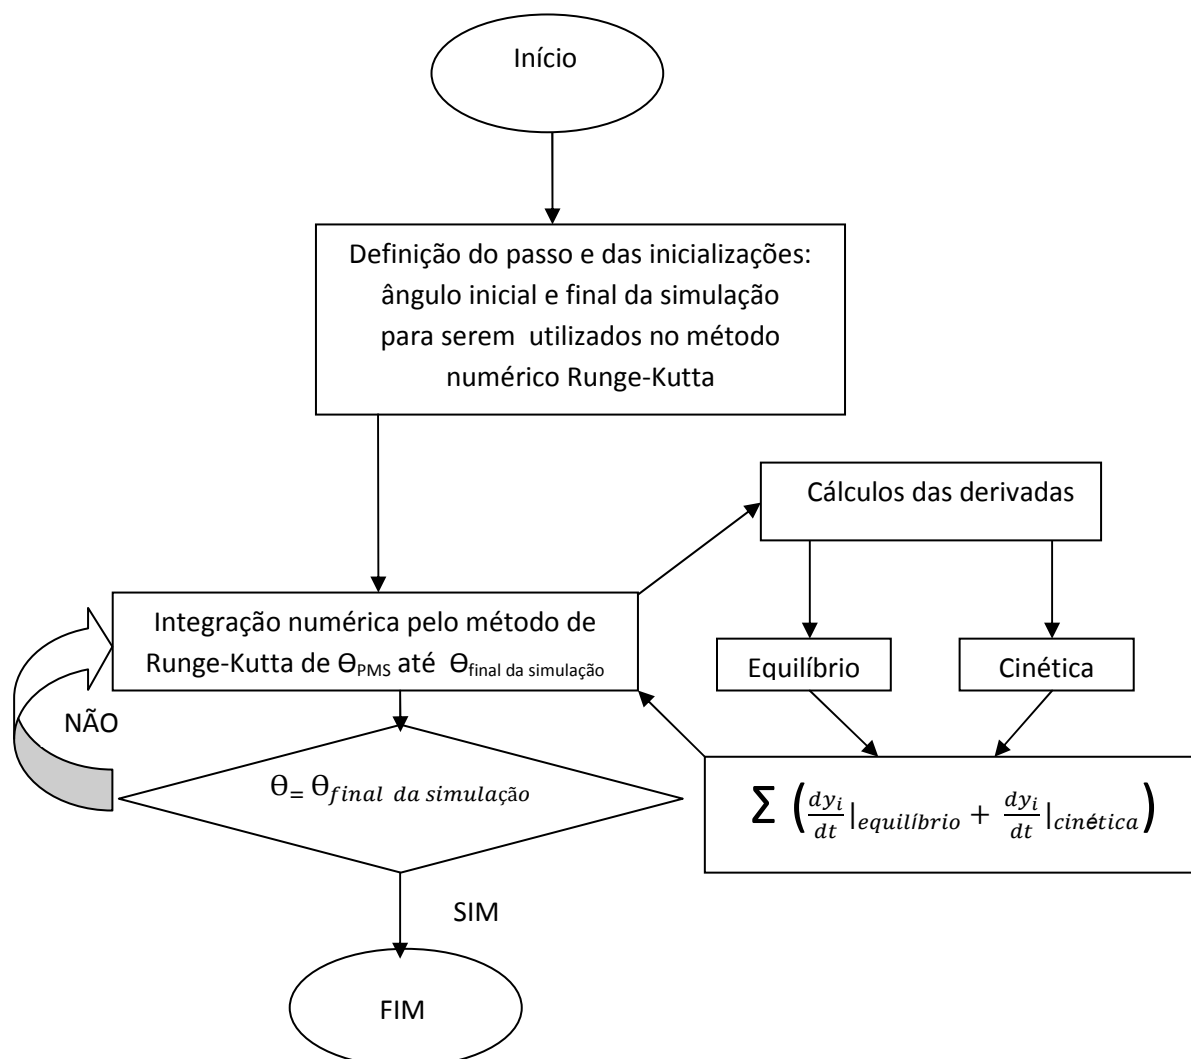 Início
Definição do passo e das inicializações:
ângulo inicial e final da simulação
para serem utilizados no método
numérico Runge-Kutta
Cálculos das derivadas
Integração numérica pelo método de
Runge-Kutta de ϴPMS até ϴfinal da simulação
Equilíbrio
Cinética
NÃO
ϴ= ϴfinal da simulação
Σ (dy_i/dt|equilíbrio + dy_i/dt|cinética)
SIM
FIM